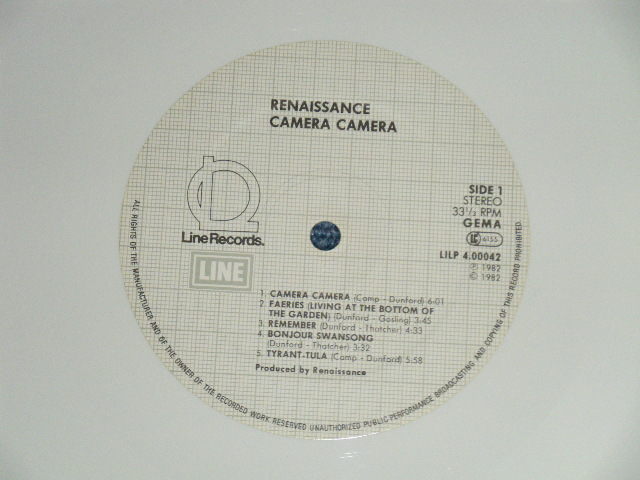 RENAISSANCE
CAMERA CAMERA
SIDE 1
STEREO
33⅓ RPM
GEMA
LC 6155
LILP 4.00042
℗ 1982
© 1982
Line Records.
LINE
1. CAMERA CAMERA (Camp - Dunford) 6:01
2. FAERIES (LIVING AT THE BOTTOM OF
THE GARDEN) (Dunford - Gosling) 3:45
3. REMEMBER (Dunford - Thatcher) 4:33
4. BONJOUR SWANSONG
(Dunford - Thatcher) 3:32
5. TYRANT-TULA (Camp - Dunford) 5:58
Produced by Renaissance
ALL RIGHTS OF THE MANUFACTURER AND OF THE OWNER OF THE RECORDED WORK RESERVED UNAUTHORIZED PUBLIC PERFORMANCE BROADCASTING AND COPYING OF THIS RECORD PROHIBITED